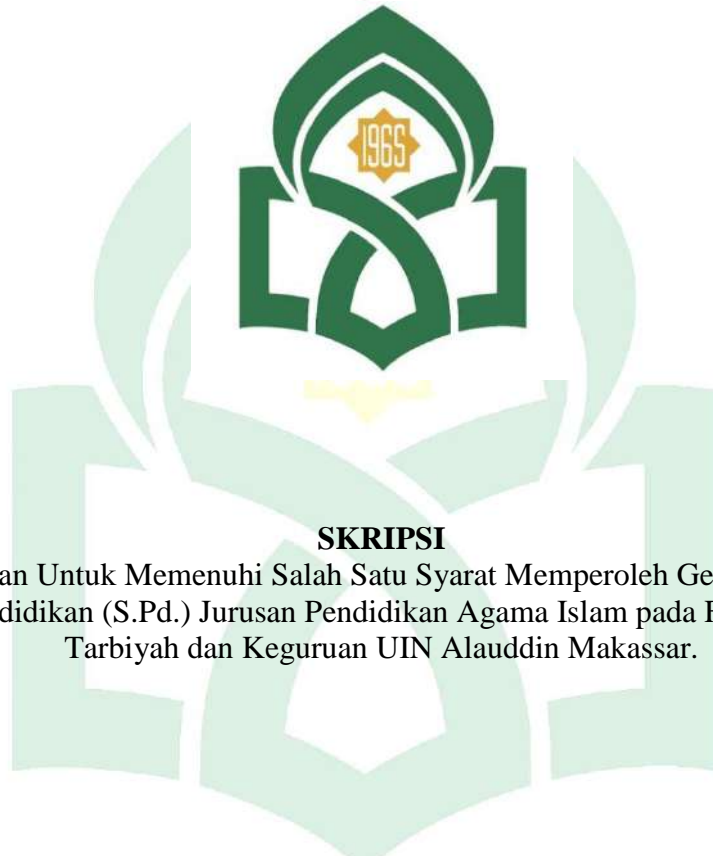 1965
SKRIPSI
an Untuk Memenuhi Salah Satu Syarat Memperoleh Ge
didikan (S.Pd.) Jurusan Pendidikan Agama Islam pada F
Tarbiyah dan Keguruan UIN Alauddin Makassar.